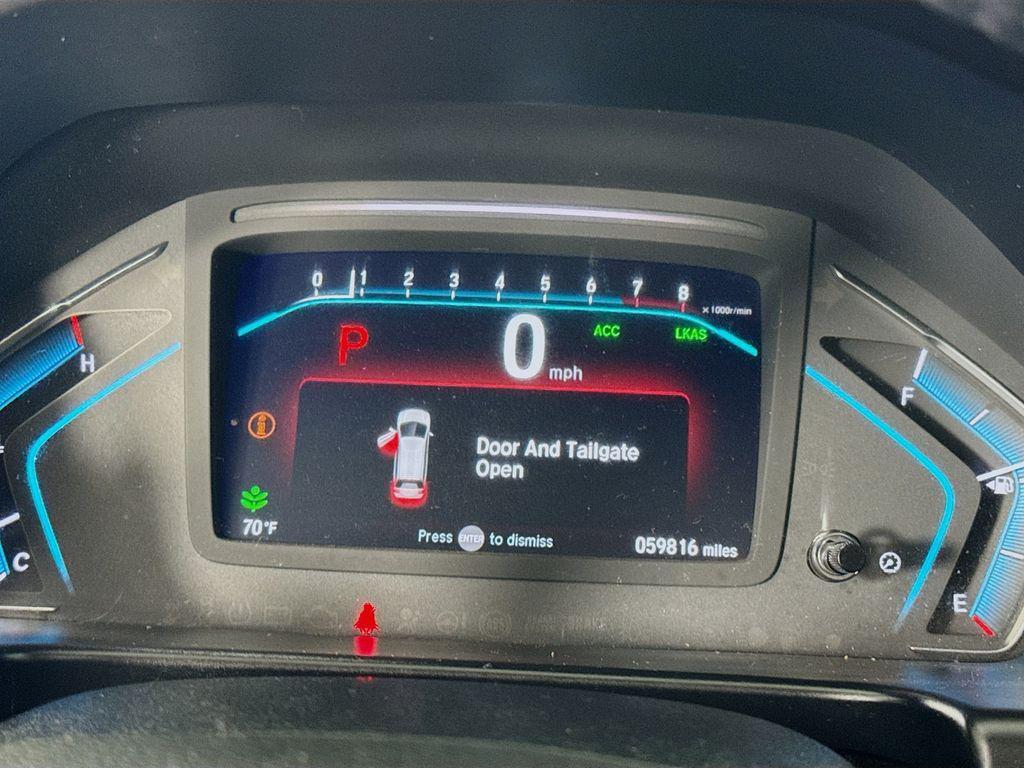 0 1 2 3 4 5 6 7 8
x1000r/min
P 0 mph ACC LKAS
H
F
Door And Tailgate
Open
70°F
Press ENTER to dismiss
059816 miles
C
E